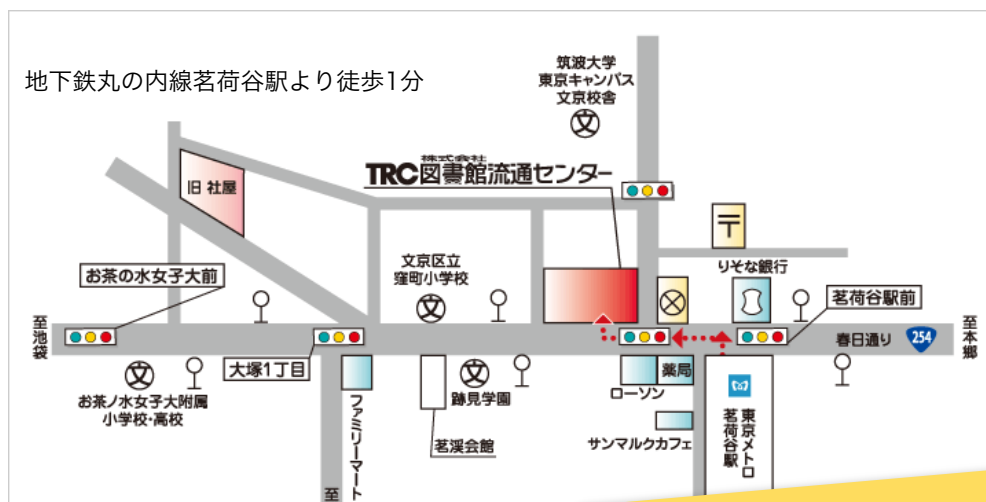 地下鉄丸の内線茗荷谷駅より徒歩1分
筑波大学
東京キャンパス
文京校舎
文
株式会社
TRC図書館流通センター
旧 社屋
〒
りそな銀行
文京区立
窪町小学校
文
お茶の水女子大前
茗荷谷駅前
至池袋
至本郷
春日通り
254
大塚1丁目
文
お茶ノ水女子大附属
小学校・高校
ファミリーマート
文
跡見学園
茗渓会館
薬局
ローソン
サンマルクカフェ
東京メトロ
茗荷谷駅
至